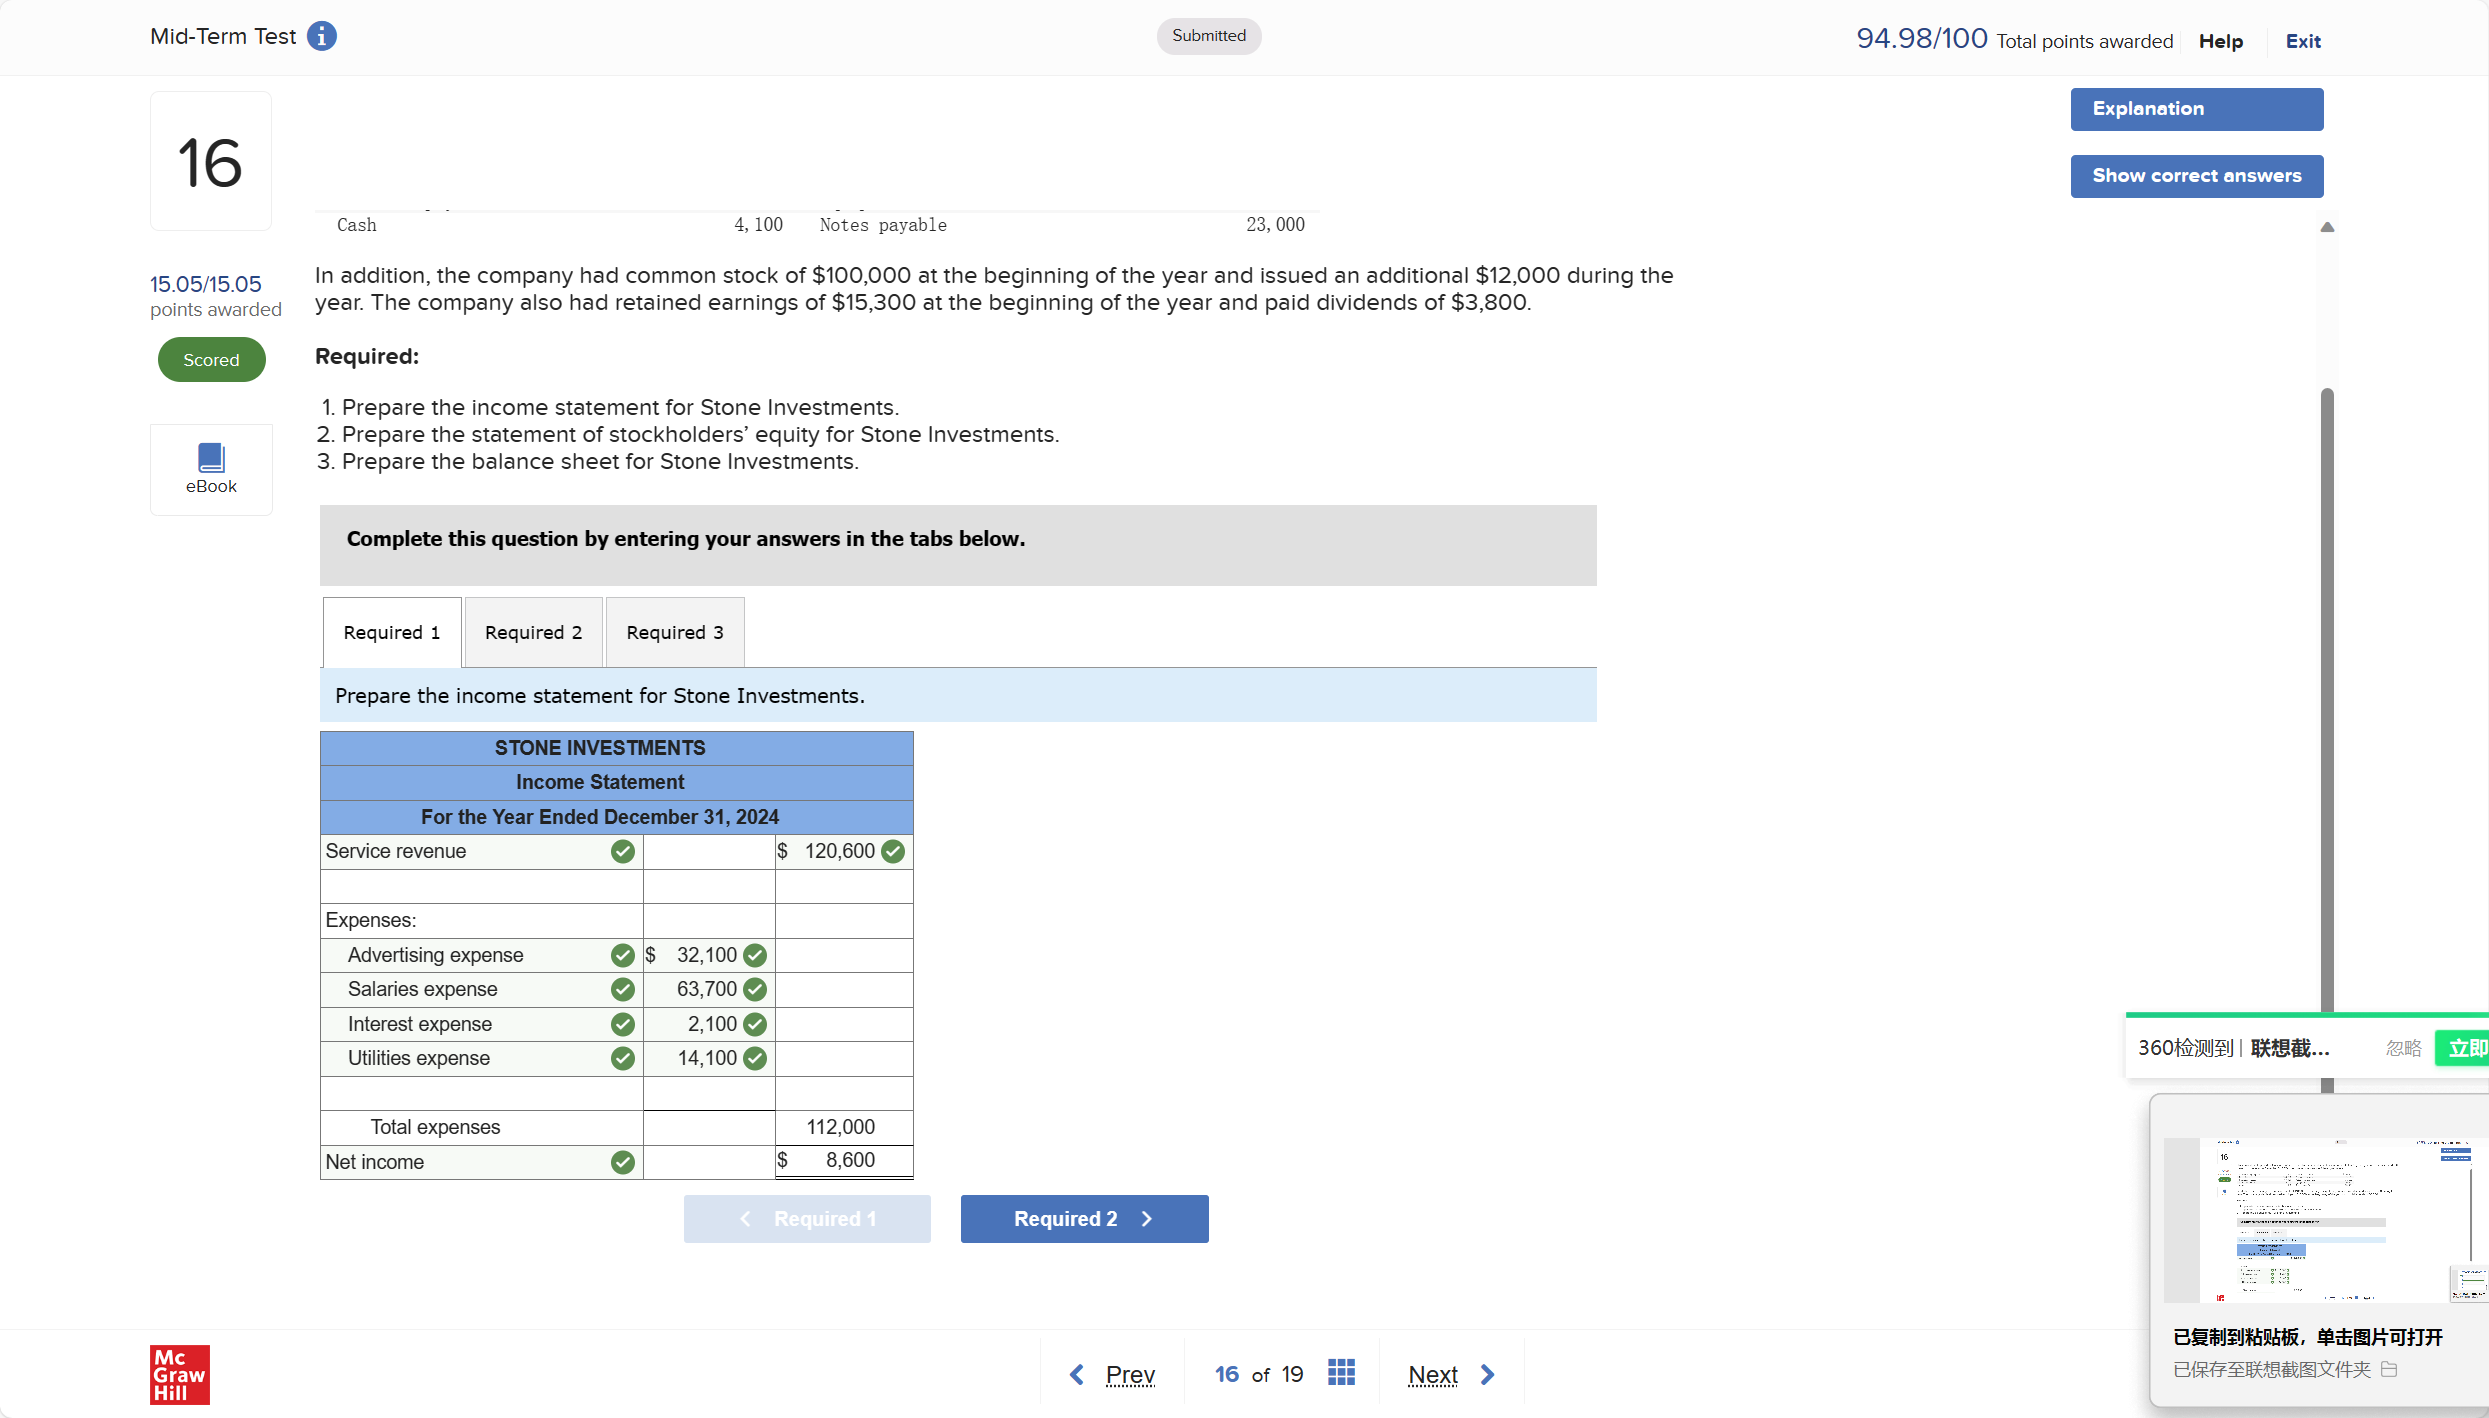 Mid-Term Test
Submitted
94.98/100 Total points awarded
Help
Exit
16
Explanation
Show correct answers
Cash 4,100 Notes payable 23,000
15.05/15.05
points awarded
Scored
eBook
In addition, the company had common stock of $100,000 at the beginning of the year and issued an additional $12,000 during the
year. The company also had retained earnings of $15,300 at the beginning of the year and paid dividends of $3,800.
Required:
1. Prepare the income statement for Stone Investments.
2. Prepare the statement of stockholders’ equity for Stone Investments.
3. Prepare the balance sheet for Stone Investments.
Complete this question by entering your answers in the tabs below.
Required 1 Required 2 Required 3
Prepare the income statement for Stone Investments.
STONE INVESTMENTS
Income Statement
For the Year Ended December 31, 2024
Service revenue $ 120,600
Expenses:
Advertising expense $ 32,100
Salaries expense 63,700
Interest expense 2,100
Utilities expense 14,100
Total expenses 112,000
Net income $ 8,600
Required 1 Required 2
360检测到 | 联想截... 忽略 立即
16
已复制到粘贴板，单击图片可打开
已保存至联想截图文件夹
Mc
Graw
Hill
Prev 16 of 19 Next